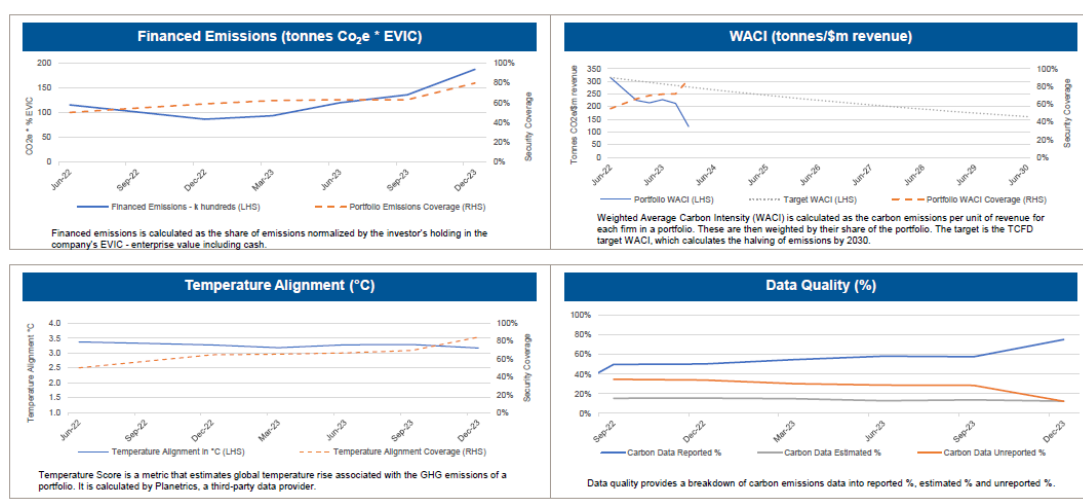 Financed Emissions (tonnes Co2e * EVIC)
200
150
100
50
0
100%
80%
60%
40%
20%
0%
CO2e * % EVIC
Security Coverage
Jun-22
Sep-22
Dec-22
Mar-23
Jun-23
Sep-23
Dec-23
Financed Emissions - k hundreds (LHS)
Portfolio Emissions Coverage (RHS)
Financed emissions is calculated as the share of emissions normalized by the investor's holding in the
company's EVIC - enterprise value including cash.
WACI (tonnes/$m revenue)
350
300
250
200
150
100
50
0
100%
80%
60%
40%
20%
0%
Tonnes CO2e/$m revenue
Security Coverage
Jun-22
Jun-23
Jun-24
Jun-25
Jun-26
Jun-27
Jun-28
Jun-29
Jun-30
Portfolio WACI (LHS)
Target WACI (LHS)
Portfolio WACI Coverage (RHS)
Weighted Average Carbon Intensity (WACI) is calculated as the carbon emissions per unit of revenue for
each firm in a portfolio. These are then weighted by their share of the portfolio. The target is the TCFD
target WACI, which calculates the halving of emissions by 2030.
Temperature Alignment (°C)
4.0
3.5
3.0
2.5
2.0
1.5
1.0
100%
80%
60%
40%
20%
0%
Temperature Alignment °C
Security Coverage
Jun-22
Sep-22
Dec-22
Mar-23
Jun-23
Sep-23
Dec-23
Temperature Alignment in °C (LHS)
Temperature Alignment Coverage (RHS)
Temperature Score is a metric that estimates global temperature rise associated with the GHG emissions of a
portfolio. It is calculated by Planetrics, a third-party data provider.
Data Quality (%)
100%
80%
60%
40%
20%
0%
Sep-22
Dec-22
Mar-23
Jun-23
Sep-23
Dec-23
Carbon Data Reported %
Carbon Data Estimated %
Carbon Data Unreported %
Data quality provides a breakdown of carbon emissions data into reported %, estimated % and unreported %.